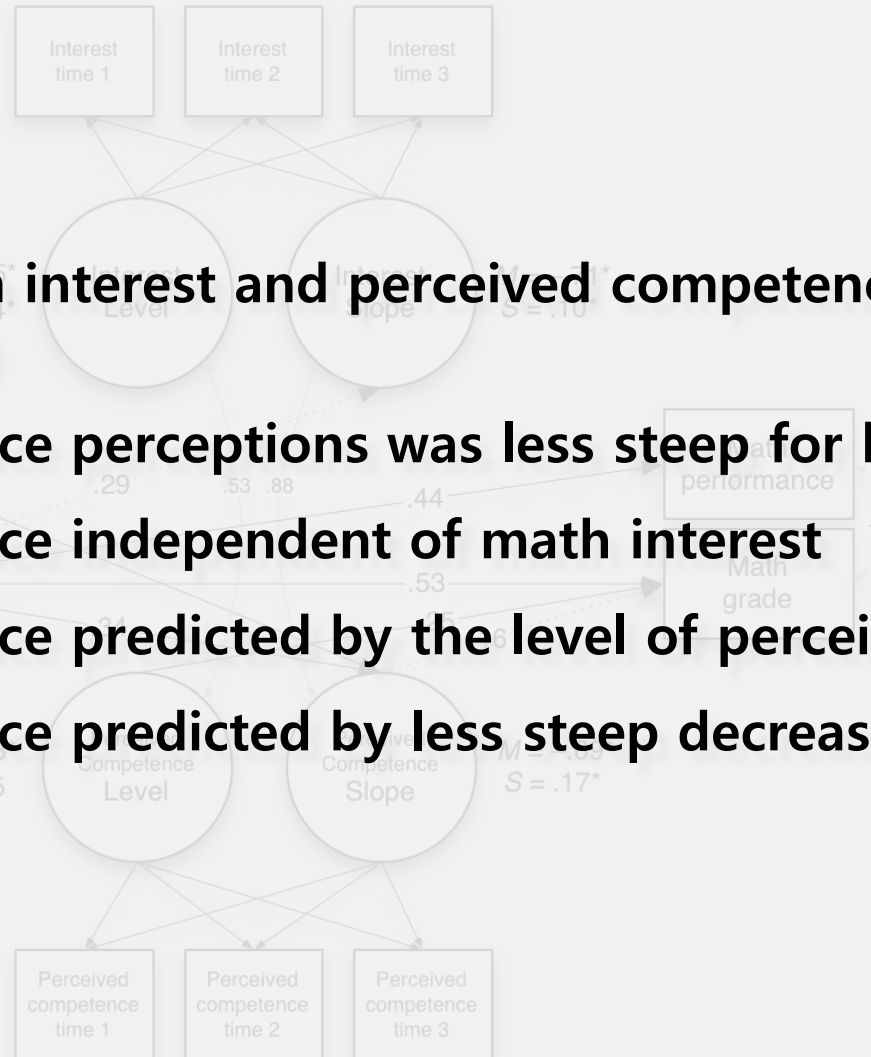 Interest Interest Interest
time 1 time 2 time 3
interest and perceived
Level Slope S = .10*
ce perceptions was less steep for
.29 .53 .88 .44 performance
ce independent of math interest
.53 Math
grade
ce predicted by the level of
ce predicted by less steep
Competence Competence
Level Slope S = .17*
Perceived Perceived Perceived
competence competence competence
time 1 time 2 time 3